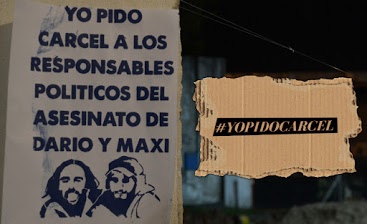 YO PIDO
CARCEL A LOS
RESPONSABLES
POLITICOS DEL
ASESINATO DE
DARIO Y MAXI
#YOPIDOCARCEL